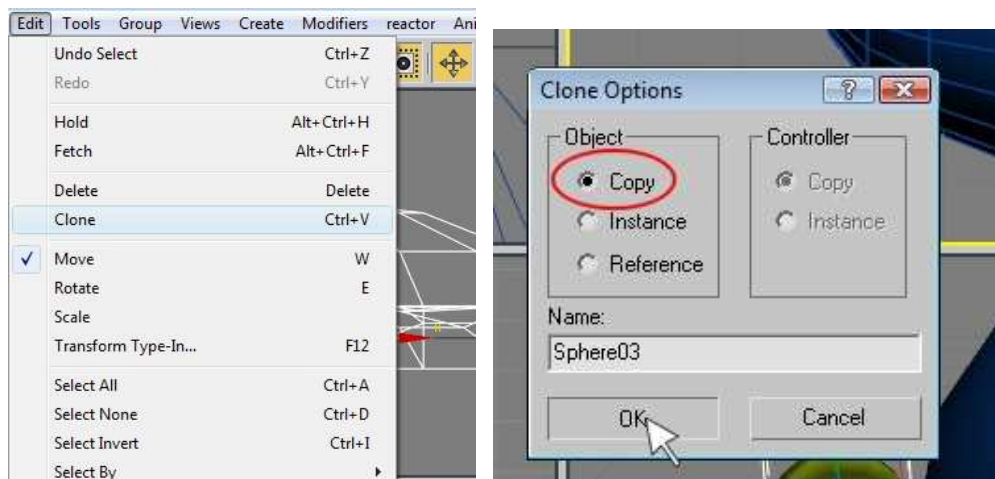 Edit Tools Group Views Create Modifiers reactor Ani
Undo Select Ctrl+Z
Redo Ctrl+Y
Hold Alt+Ctrl+H
Fetch Alt+Ctrl+F
Delete Delete
Clone Ctrl+V
Move W
Rotate E
Scale
Transform Type-In... F12
Select All Ctrl+A
Select None Ctrl+D
Select Invert Ctrl+I
Select By
Clone Options
Object
Copy
Instance
Reference
Controller
Copy
Instance
Name:
Sphere03
OK Cancel